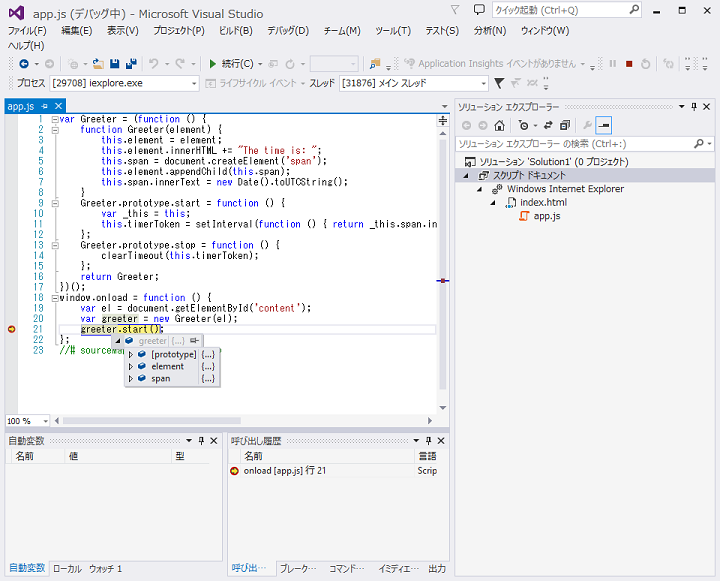 app.js (デバッグ中) - Microsoft Visual Studio
クイック起動 (Ctrl+Q)
ファイル(F) 編集(E) 表示(V) プロジェクト(P) ビルド(B) デバッグ(D) チーム(M) ツール(T) テスト(S) 分析(N) ウィンドウ(W)
ヘルプ(H)
続行(C) Application Insights イベントがありません
プロセス [29708] iexplore.exe ライフサイクル イベント スレッド [31876] メイン スレッド
app.js
1 var Greeter = (function () {
2 function Greeter(element) {
3 this.element = element;
4 this.element.innerHTML += "The time is: ";
5 this.span = document.createElement('span');
6 this.element.appendChild(this.span);
7 this.span.innerText = new Date().toUTCString();
8 }
9 Greeter.prototype.start = function () {
10 var _this = this;
11 this.timerToken = setInterval(function () { return _this.span.in
12 };
13 Greeter.prototype.stop = function () {
14 clearTimeout(this.timerToken);
15 };
16 return Greeter;
17 })();
18 window.onload = function () {
19 var el = document.getElementById('content');
20 var greeter = new Greeter(el);
21 greeter.start();
22 };
greeter {...}
23 //# sourcema
[prototype] {...}
element {...}
span {...}
100 %
ソリューション エクスプローラー
ソリューション エクスプローラー の検索 (Ctrl+:)
ソリューション 'Solution1' (0 プロジェクト)
スクリプト ドキュメント
Windows Internet Explorer
index.html
app.js
自動変数
名前 値 型
自動変数 ローカル ウォッチ 1
呼び出し履歴
名前 言語
onload [app.js] 行 21 Scrip
呼び出… ブレーク… コマンド… イミディエ… 出力